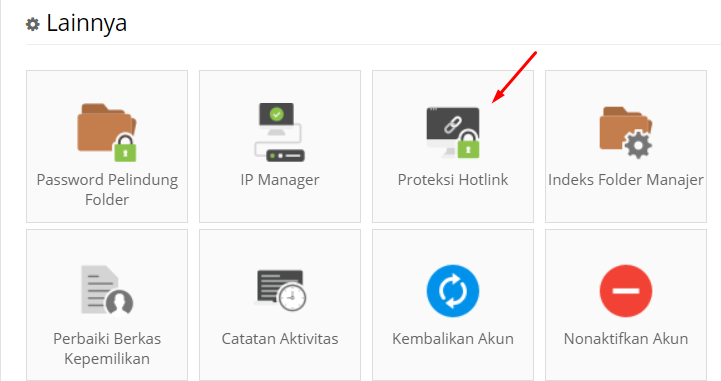 Lainnya
Password Pelindung
Folder
IP Manager
Proteksi Hotlink
Indeks Folder Manajer
Perbaiki Berkas
Kepemilikan
Catatan Aktivitas
Kembalikan Akun
Nonaktifkan Akun